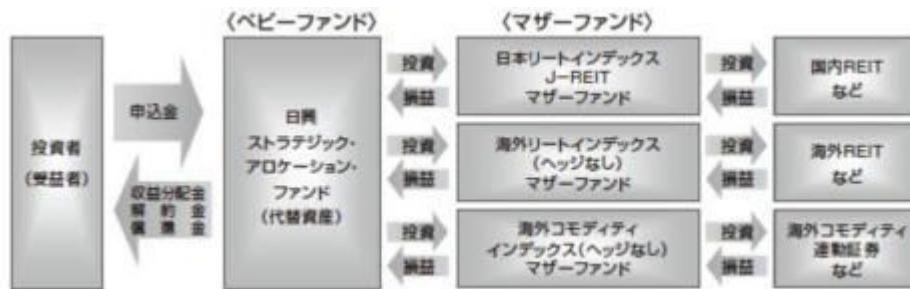 〈ベビーファンド〉
〈マザーファンド〉
投資者
(受益者)
申込金
収益分配金
解約金
償還金
日興
ストラテジック・
アロケーション・
ファンド
(代替資産)
投資
損益
日本リートインデックス
J-REIT
マザーファンド
投資
損益
国内REIT
など
投資
損益
海外リートインデックス
(ヘッジなし)
マザーファンド
投資
損益
海外REIT
など
投資
損益
海外コモディティ
インデックス(ヘッジなし)
マザーファンド
投資
損益
海外コモディティ
連動証券
など